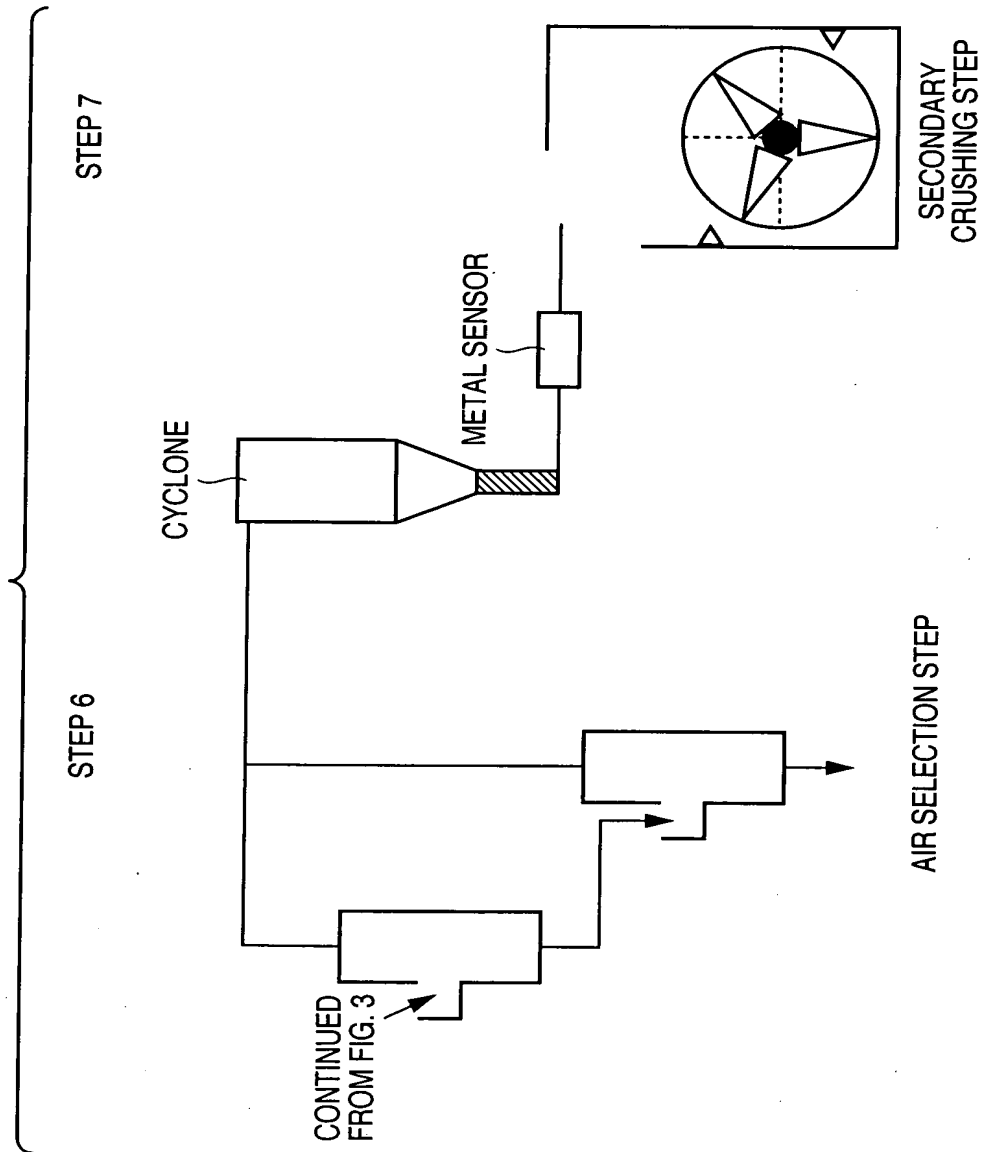 STEP 6
STEP 7
CYCLONE
METAL SENSOR
CONTINUED
FROM FIG. 3
AIR SELECTION STEP
SECONDARY
CRUSHING STEP